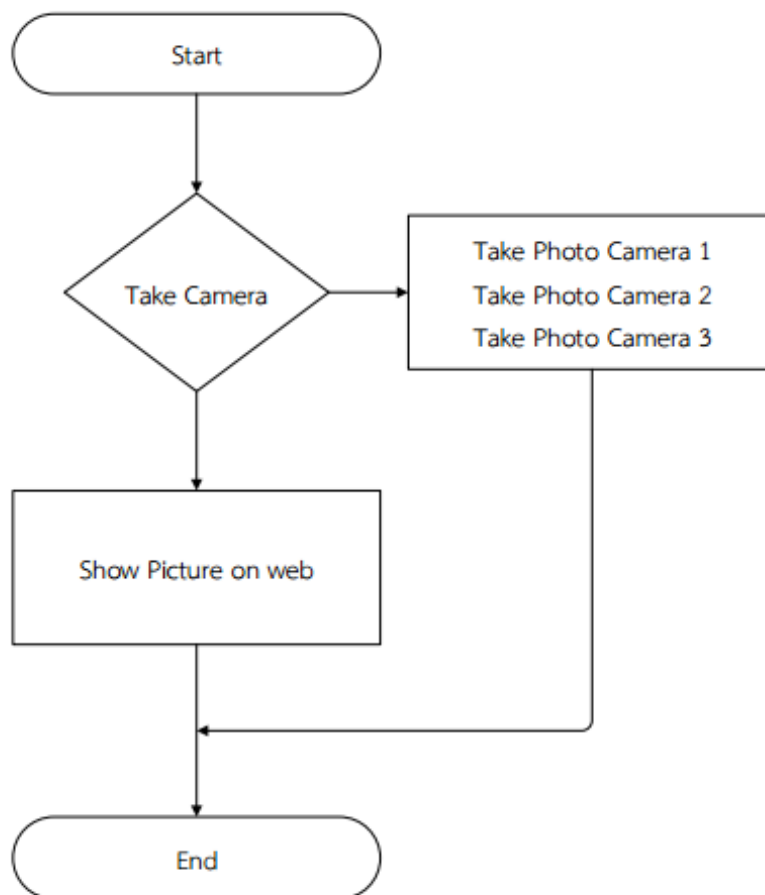 Start
Take Camera
Take Photo Camera 1
Take Photo Camera 2
Take Photo Camera 3
Show Picture on web
End